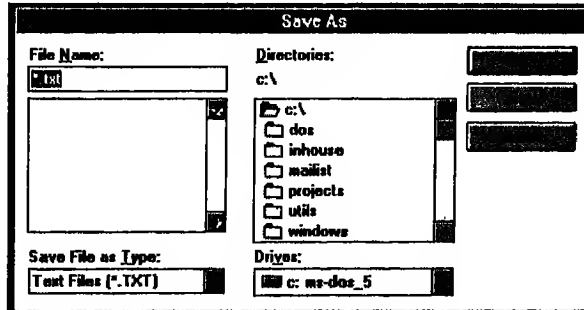 Save As
File Name:
*.txt
Directories:
c:\
c:\
dos
inhouse
mailist
projects
utils
windows
Save File as Type:
Text Files (*.TXT)
Drives:
c: ms-dos_5